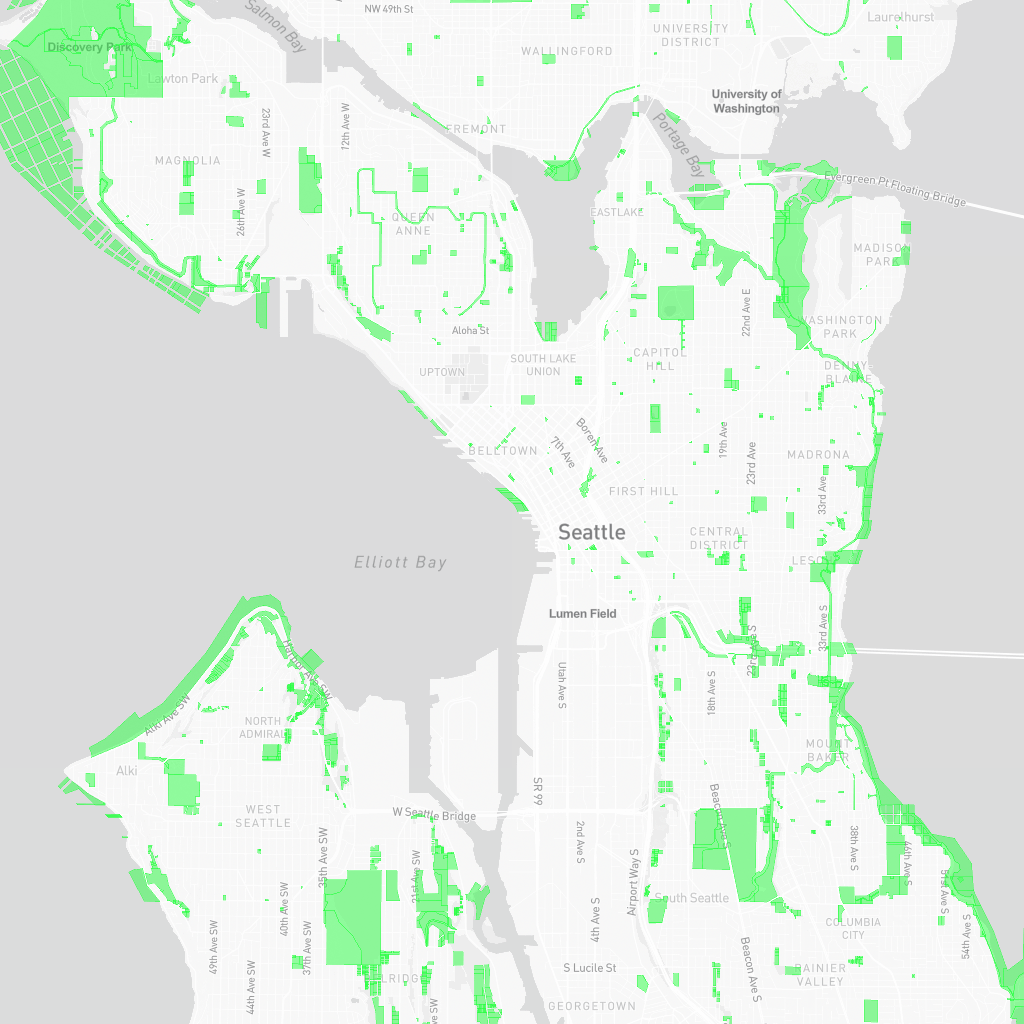 NW 49th St
Salmon Bay
Laurelhurst
UNIVERSITY
DISTRICT
WALLINGFORD
Discovery Park
Lawton Park
University of
Washington
23rd Ave W
12th Ave W
FREMONT
Portage Bay
MAGNOLIA
Evergreen Pt Floating Bridge
26th Ave W
QUEEN
ANNE
EASTLAKE
MADISON
PARK
22nd Ave E
WASHINGTON
PARK
Aloha St
SOUTH LAKE
UNION
CAPITOL
HILL
UPTOWN
DENNY-
BLAINE
Boren Ave
7th Ave
19th Ave
23rd Ave
BELLTOWN
MADRONA
33rd Ave
FIRST HILL
Seattle
CENTRAL
DISTRICT
Elliott Bay
LESCHI
Lumen Field
33rd Ave S
23rd Ave S
Harbor Ave SW
Utah Ave S
18th Ave S
Alki Ave SW
NORTH
ADMIRAL
MOUNT
BAKER
Alki
SR 99
WEST
SEATTLE
W Seattle Bridge
Beacon Ave S
2nd Ave S
38th Ave S
46th Ave S
35th Ave SW
21st Ave SW
Airport Way S
51st Ave S
40th Ave SW
South Seattle
4th Ave S
COLUMBIA
CITY
54th Ave S
49th Ave SW
37th Ave SW
Beacon Ave S
44th Ave SW
S Lucile St
RAINIER
VALLEY
GEORGETOWN